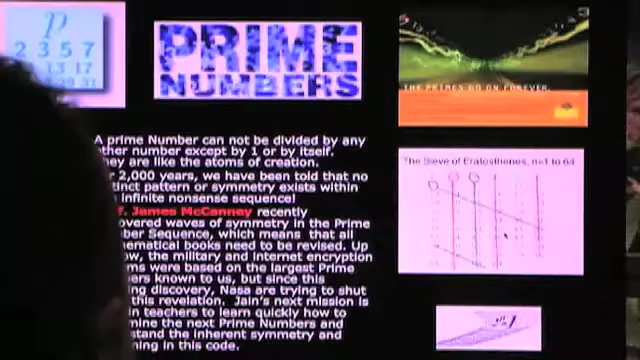 p
2 3 5 7
13 17
29 31
PRIME
NUMBERS
THE PRIMES GO ON FOREVER.
A prime Number can not be divided by any
other number except by 1 or by itself.
they are like the atoms of creation.
2,000 years, we have been told that no
pattern or symmetry exists within
infinite nonsense sequence!
James McCanney recently
waves of symmetry in the Prime
Sequence, which means that all
books need to be revised. Up
the military and internet encryption
were based on the largest Prime
known to us, but since this
discovery, Nasa are trying to shut
this revelation. Jain's next mission is
teachers to learn quickly how to
the next Prime Numbers and
the inherent symmetry and
in this code.
The Sieve of Eratosthenes, n=1 to 64